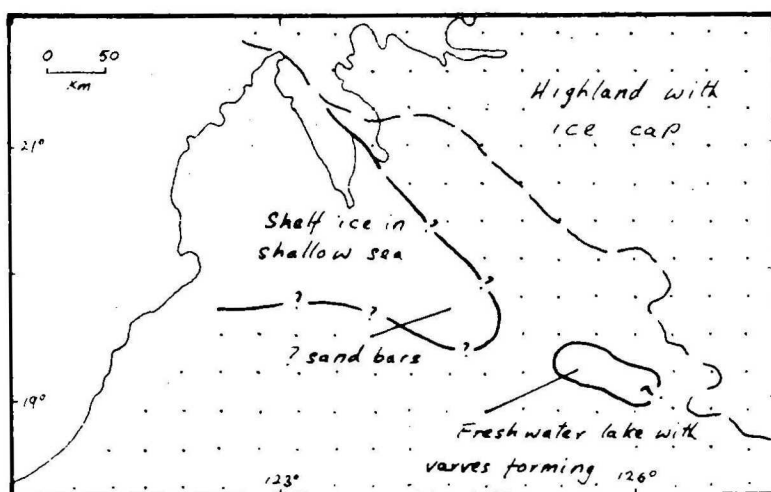 0 50
Km
Highland with
ice cap
21°
Shelf ice in
shallow sea
?
?
?
?
?
? sand bars
19°
Freshwater lake with
varves forming
123°
126°